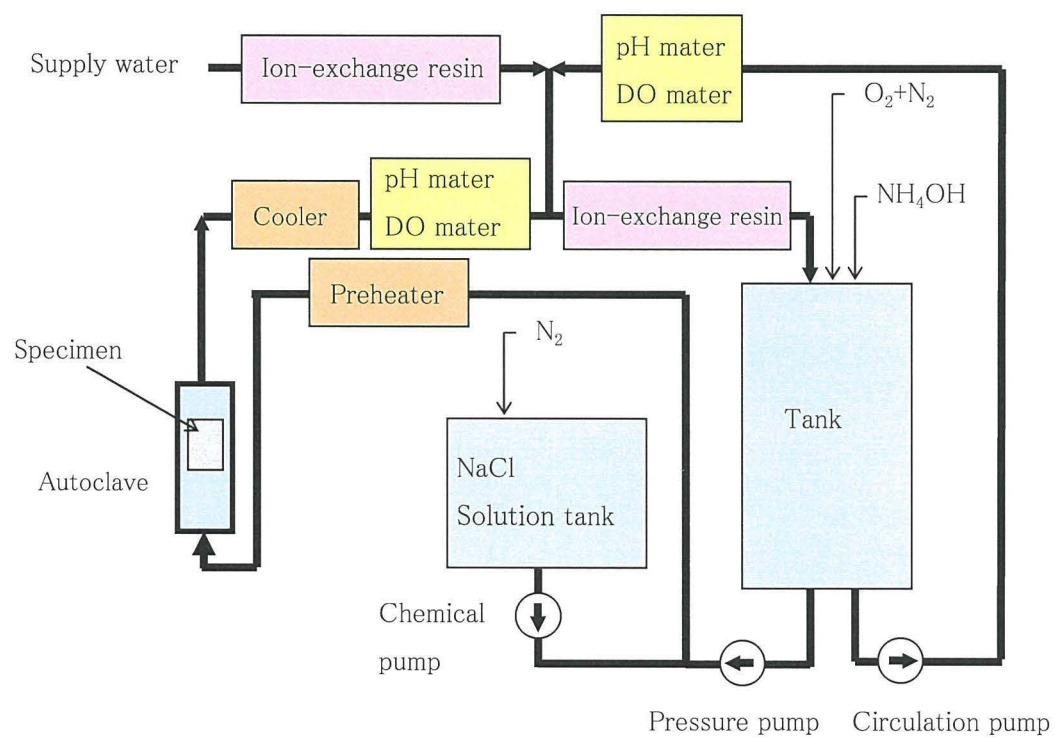 Supply water
Ion-exchange resin
pH mater
DO mater
O₂+N₂
NH₄OH
Cooler
pH mater
DO mater
Ion-exchange resin
Preheater
N₂
Specimen
Tank
NaCl
Solution tank
Autoclave
Chemical
pump
Pressure pump
Circulation pump